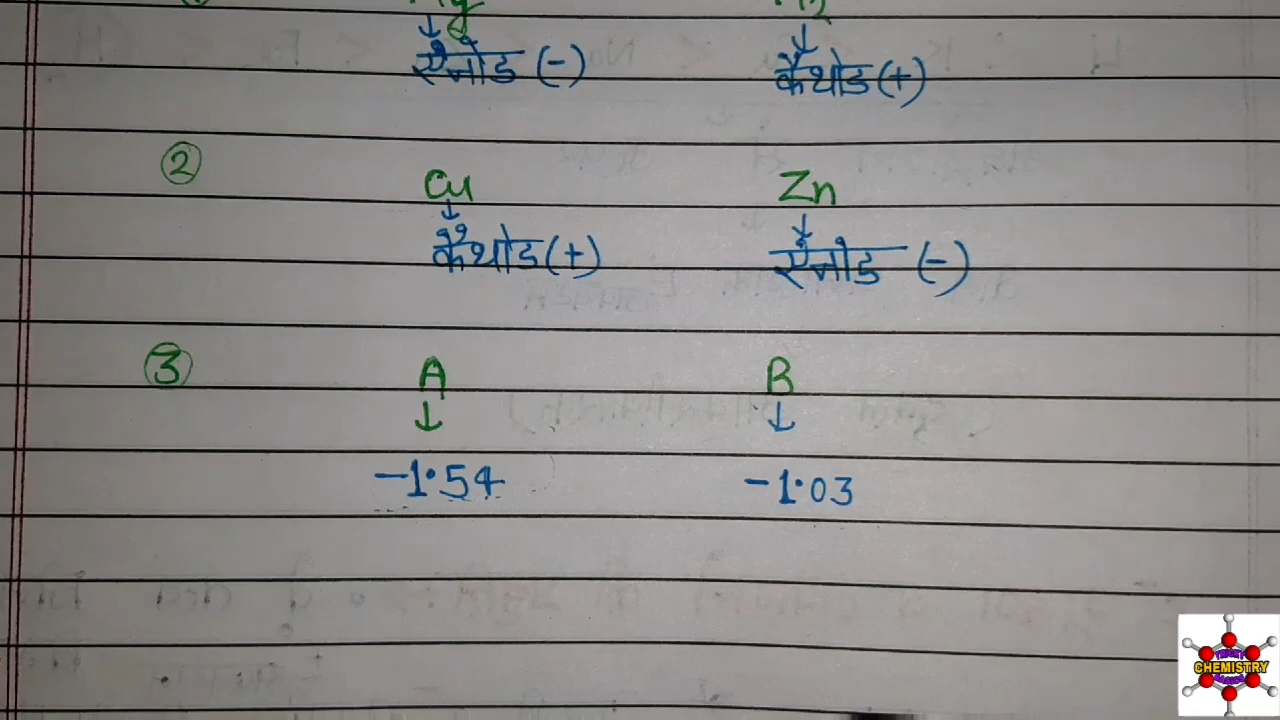 ऐनोड (-) कैथोड (+)
② Cu Zn
↓ ↓
कैथोड (+) ऐनोड (-)
③ A B
↓ ↓
-1.54 -1.03
CHEMISTRY